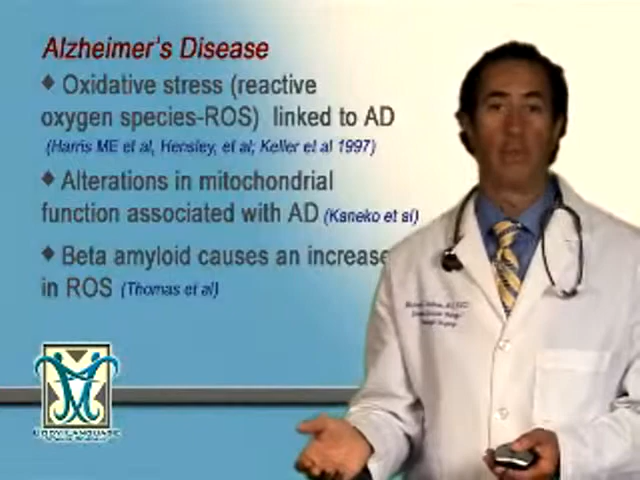 Alzheimer's Disease
◆ Oxidative stress (reactive
oxygen species-ROS) linked to AD
(Harris ME et al, Hensley, et al; Keller et al 1997)
◆ Alterations in mitochondrial
function associated with AD (Kaneko et al)
◆ Beta amyloid causes an increase
in ROS (Thomas et al)
BODYLANGUAGE